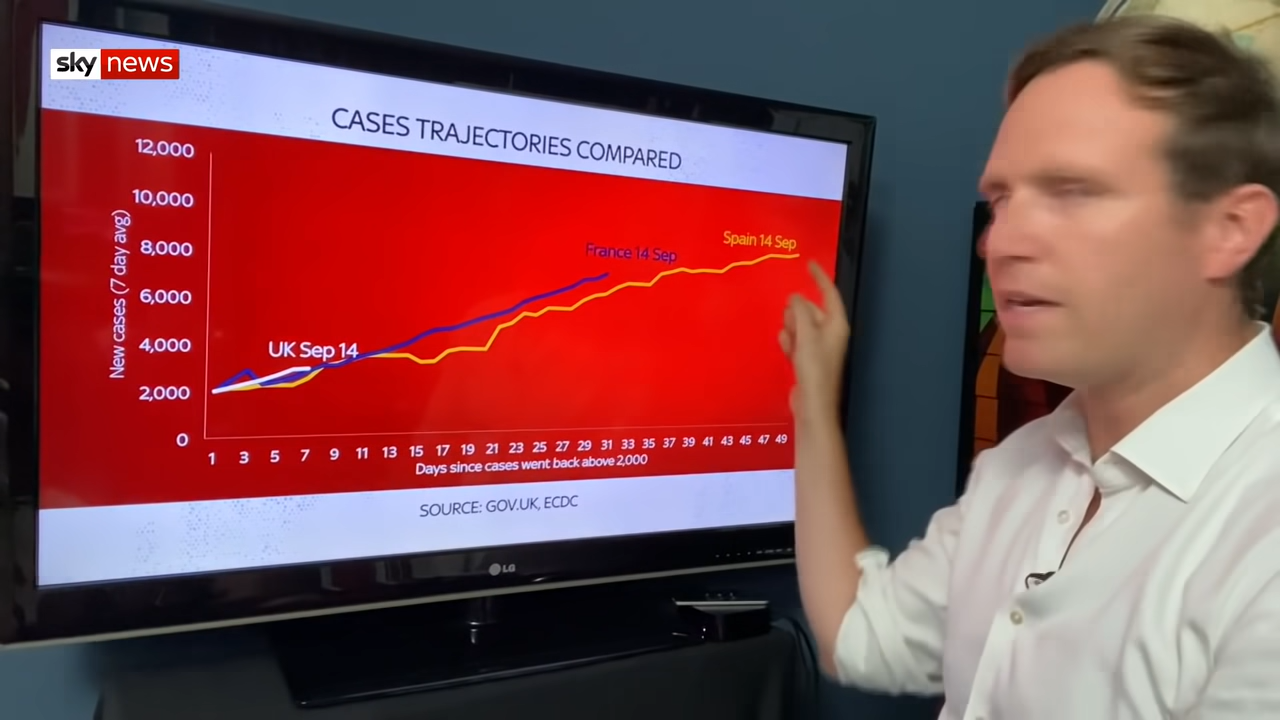 sky news
CASES TRAJECTORIES COMPARED
12,000
10,000
8,000
6,000
4,000
2,000
0
New cases (7 day avg)
Spain 14 Sep
France 14 Sep
UK Sep 14
1 3 5 7 9 11 13 15 17 19 21 23 25 27 29 31 33 35 37 39 41 43 45 47 49
Days since cases went back above 2,000
SOURCE: GOV.UK, ECDC
LG